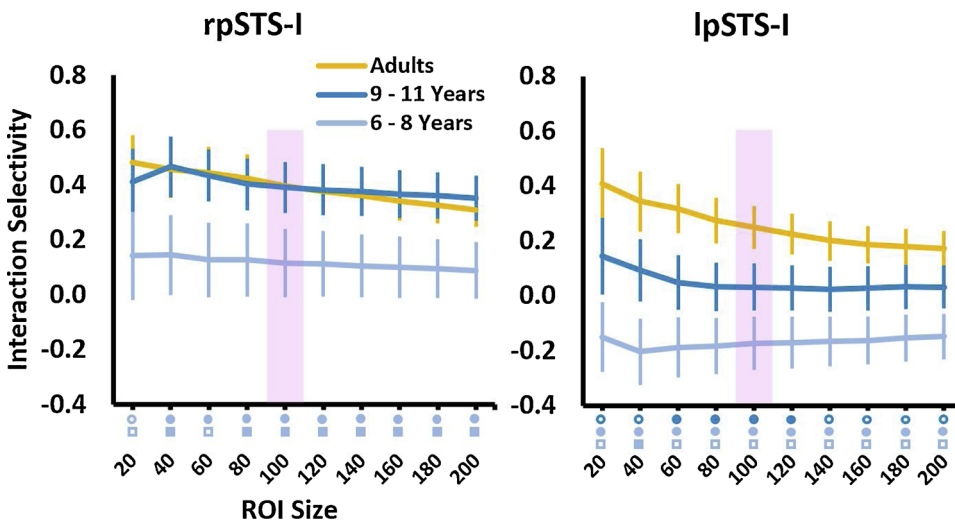 rpSTS-I
lpSTS-I
Adults
9 - 11 Years
6 - 8 Years
Interaction Selectivity
0.8
0.6
0.4
0.2
0.0
-0.2
-0.4
20 40 60 80 100 120 140 160 180 200
ROI Size
0.8
0.6
0.4
0.2
0.0
-0.2
-0.4
20 40 60 80 100 120 140 160 180 200